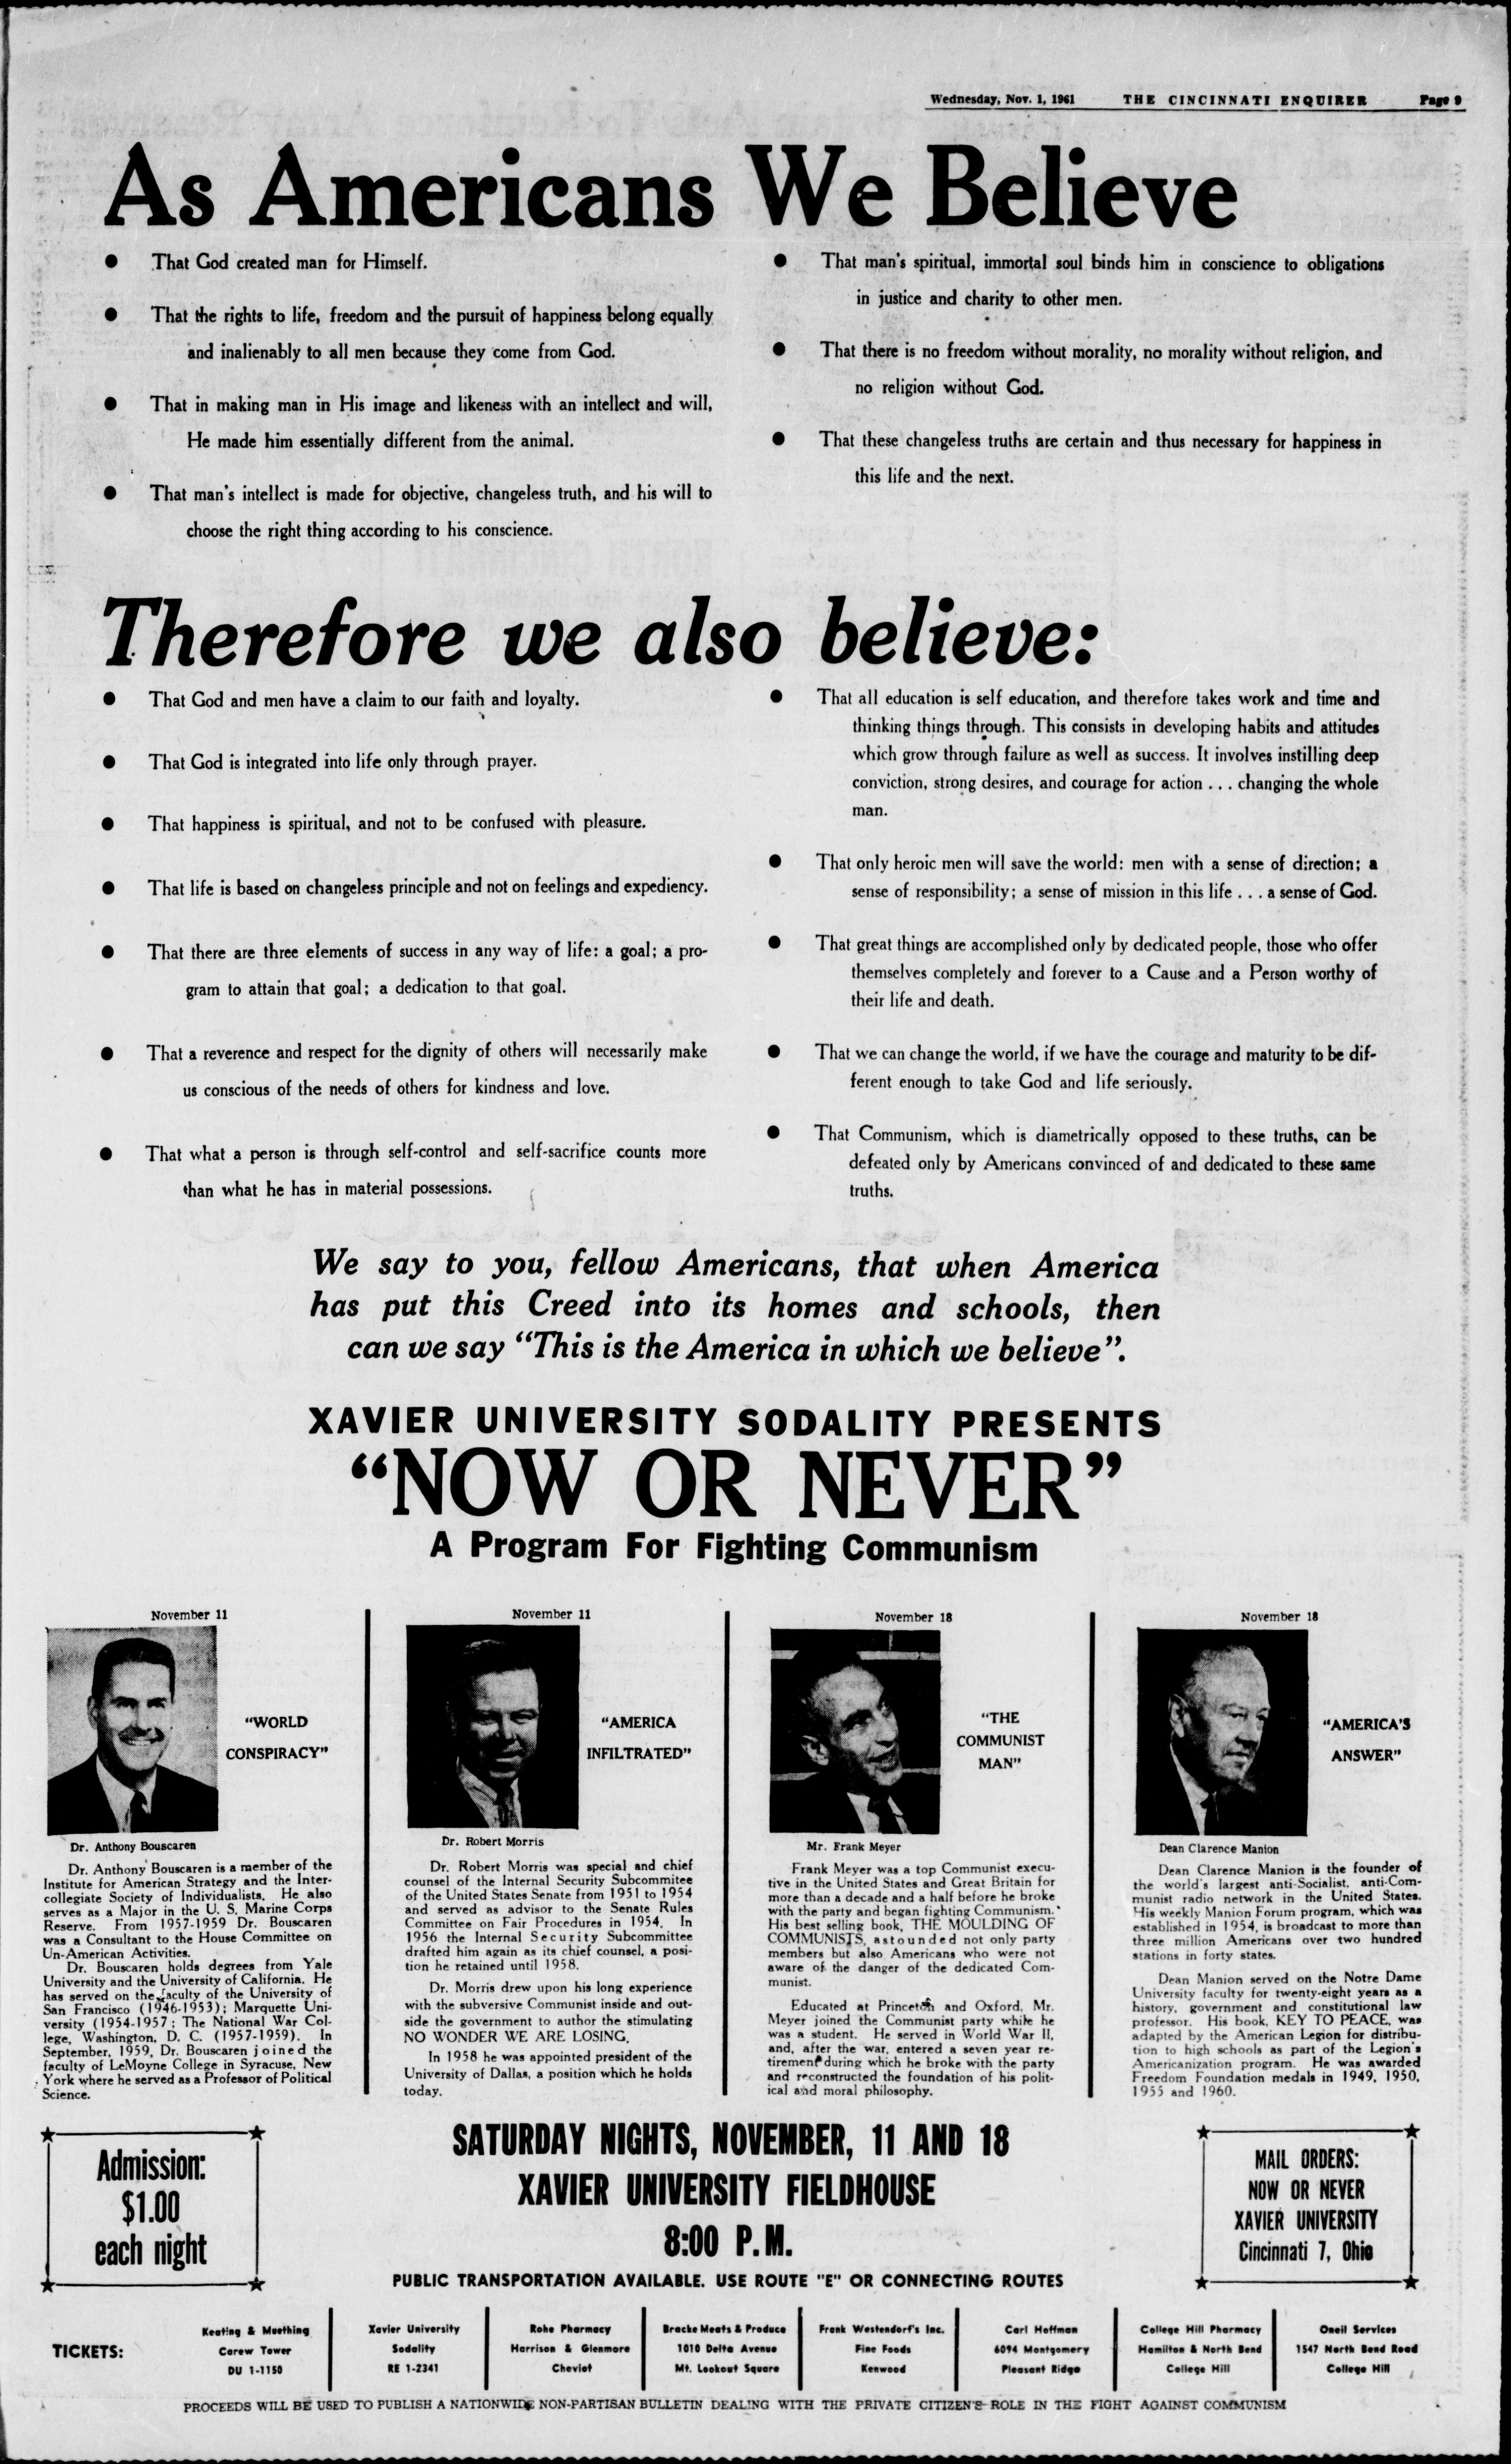 Wednesday, Nov. 1, 1961 THE CINCINNATI ENQUIRER Page 9
As Americans We Believe
• That God created man for Himself.
• That the rights to life, freedom and the pursuit of happiness belong equally
and inalienably to all men because they come from God.
• That in making man in His image and likeness with an intellect and will,
He made him essentially different from the animal.
• That man's intellect is made for objective, changeless truth, and his will to
choose the right thing according to his conscience.
• That man's spiritual, immortal soul binds him in conscience to obligations
in justice and charity to other men.
• That there is no freedom without morality, no morality without religion, and
no religion without God.
• That these changeless truths are certain and thus necessary for happiness in
this life and the next.
Therefore we also believe:
• That God and men have a claim to our faith and loyalty.
• That God is integrated into life only through prayer.
• That happiness is spiritual, and not to be confused with pleasure.
• That life is based on changeless principle and not on feelings and expediency.
• That there are three elements of success in any way of life: a goal; a pro-
gram to attain that goal; a dedication to that goal.
• That a reverence and respect for the dignity of others will necessarily make
us conscious of the needs of others for kindness and love.
• That what a person is through self-control and self-sacrifice counts more
than what he has in material possessions.
• That all education is self education, and therefore takes work and time and
thinking things through. This consists in developing habits and attitudes
which grow through failure as well as success. It involves instilling deep
conviction, strong desires, and courage for action . . . changing the whole
man.
• That only heroic men will save the world: men with a sense of direction; a
sense of responsibility; a sense of mission in this life . . . a sense of God.
• That great things are accomplished only by dedicated people, those who offer
themselves completely and forever to a Cause and a Person worthy of
their life and death.
• That we can change the world, if we have the courage and maturity to be dif-
ferent enough to take God and life seriously.
• That Communism, which is diametrically opposed to these truths, can be
defeated only by Americans convinced of and dedicated to these same
truths.
We say to you, fellow Americans, that when America
has put this Creed into its homes and schools, then
can we say "This is the America in which we believe".
XAVIER UNIVERSITY SODALITY PRESENTS
"NOW OR NEVER"
A Program For Fighting Communism
November 11
"WORLD
CONSPIRACY"
Dr. Anthony Bouscaren
Dr. Anthony Bouscaren is a member of the
Institute for American Strategy and the Inter-
collegiate Society of Individualists. He also
serves as a Major in the U. S. Marine Corps
Reserve. From 1957-1959 Dr. Bouscaren
was a Consultant to the House Committee on
Un-American Activities.
Dr. Bouscaren holds degrees from Yale
University and the University of California. He
has served on the faculty of the University of
San Francisco (1946-1953); Marquette Uni-
versity (1954-1957; The National War Col-
lege, Washington, D. C. (1957-1959). In
September, 1959, Dr. Bouscaren joined the
faculty of LeMoyne College in Syracuse, New
York where he served as a Professor of Political
Science.
November 11
"AMERICA
INFILTRATED"
Dr. Robert Morris
Dr. Robert Morris was special and chief
counsel of the Internal Security Subcommitee
of the United States Senate from 1951 to 1954
and served as advisor to the Senate Rules
Committee on Fair Procedures in 1954. In
1956 the Internal Security Subcommittee
drafted him again as its chief counsel, a posi-
tion he retained until 1958.
Dr. Morris drew upon his long experience
with the subversive Communist inside and out-
side the government to author the stimulating
NO WONDER WE ARE LOSING.
In 1958 he was appointed president of the
University of Dallas, a position which he holds
today.
November 18
"THE
COMMUNIST
MAN"
Mr. Frank Meyer
Frank Meyer was a top Communist execu-
tive in the United States and Great Britain for
more than a decade and a half before he broke
with the party and began fighting Communism.
His best selling book, THE MOULDING OF
COMMUNISTS, astounded not only party
members but also Americans who were not
aware of the danger of the dedicated Com-
munist.
Educated at Princeton and Oxford, Mr.
Meyer joined the Communist party while he
was a student. He served in World War II,
and, after the war, entered a seven year re-
tirement during which he broke with the party
and reconstructed the foundation of his polit-
ical and moral philosophy.
November 18
"AMERICA'S
ANSWER"
Dean Clarence Manion
Dean Clarence Manion is the founder of
the world's largest anti-Socialist, anti-Com-
munist radio network in the United States.
His weekly Manion Forum program, which was
established in 1954, is broadcast to more than
three million Americans over two hundred
stations in forty states.
Dean Manion served on the Notre Dame
University faculty for twenty-eight years as a
history, government and constitutional law
professor. His book, KEY TO PEACE, was
adapted by the American Legion for distribu-
tion to high schools as part of the Legion's
Americanization program. He was awarded
Freedom Foundation medals in 1949, 1950,
1955 and 1960.
Admission:
$1.00
each night
SATURDAY NIGHTS, NOVEMBER, 11 AND 18
XAVIER UNIVERSITY FIELDHOUSE
8:00 P.M.
PUBLIC TRANSPORTATION AVAILABLE. USE ROUTE "E" OR CONNECTING ROUTES
MAIL ORDERS:
NOW OR NEVER
XAVIER UNIVERSITY
Cincinnati 7, Ohio
TICKETS:
Keating & Muething
Carew Tower
DU 1-1150
Xavier University
Sodality
RE 1-2341
Rohe Pharmacy
Harrison & Glenmore
Cheviot
Bracke Meats & Produce
1010 Delta Avenue
Mt. Lookout Square
Frank Westendorf's Inc.
Fine Foods
Kenwood
Carl Hoffman
6094 Montgomery
Pleasant Ridge
College Hill Pharmacy
Hamilton & North Bend
College Hill
Oneil Services
1547 North Bend Road
College Hill
PROCEEDS WILL BE USED TO PUBLISH A NATIONWIDE NON-PARTISAN BULLETIN DEALING WITH THE PRIVATE CITIZEN'S ROLE IN THE FIGHT AGAINST COMMUNISM